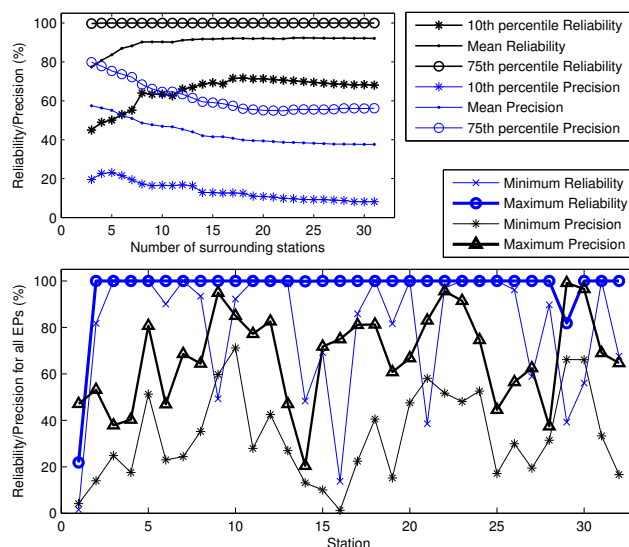 100
80
60
40
20
0
0
5
10
15
20
25
30
Reliability/Precision (%)
Number of surrounding stations
10th percentile Reliability
Mean Reliability
75th percentile Reliability
10th percentile Precision
Mean Precision
75th percentile Precision
Minimum Reliability
Maximum Reliability
Minimum Precision
Maximum Precision
100
80
60
40
20
0
0
5
10
15
20
25
30
Reliability/Precision for all EPs (%)
Station